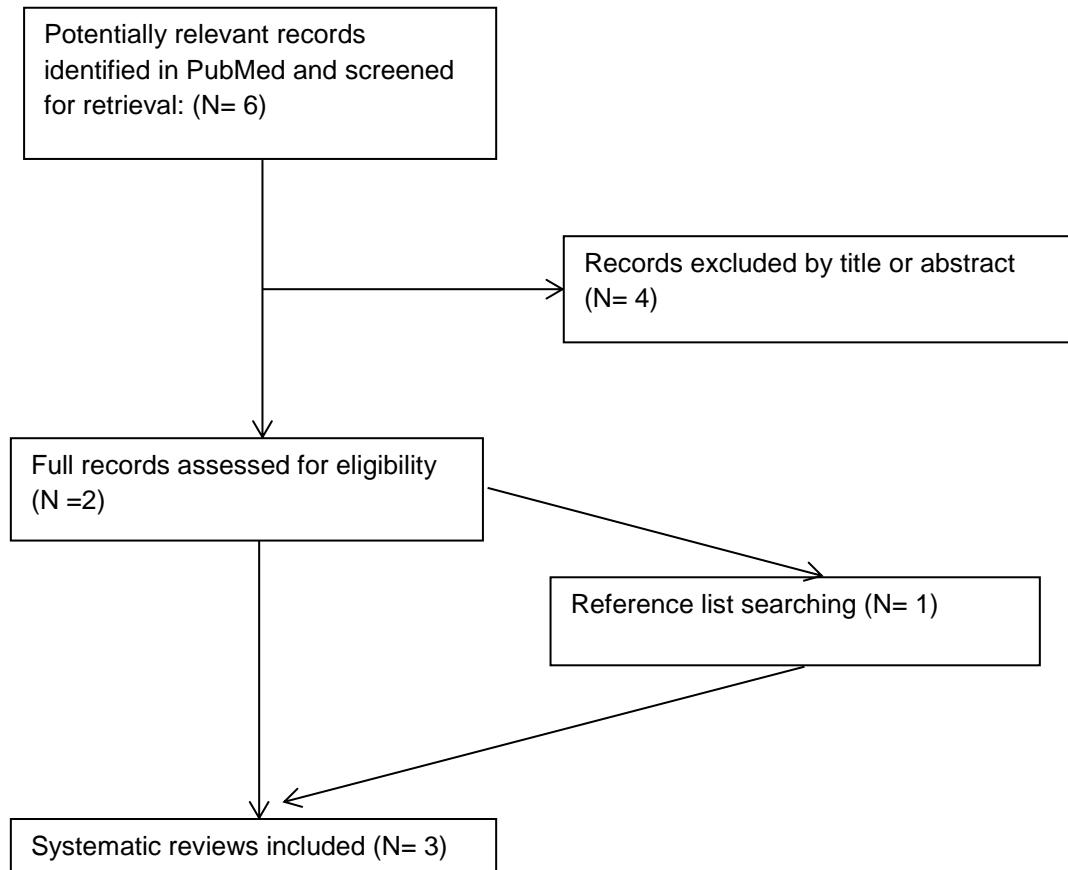 Potentially relevant records
identified in PubMed and screened
for retrieval: (N= 6)
Records excluded by title or abstract
(N= 4)
Full records assessed for eligibility
(N =2)
Reference list searching (N= 1)
Systematic reviews included (N= 3)